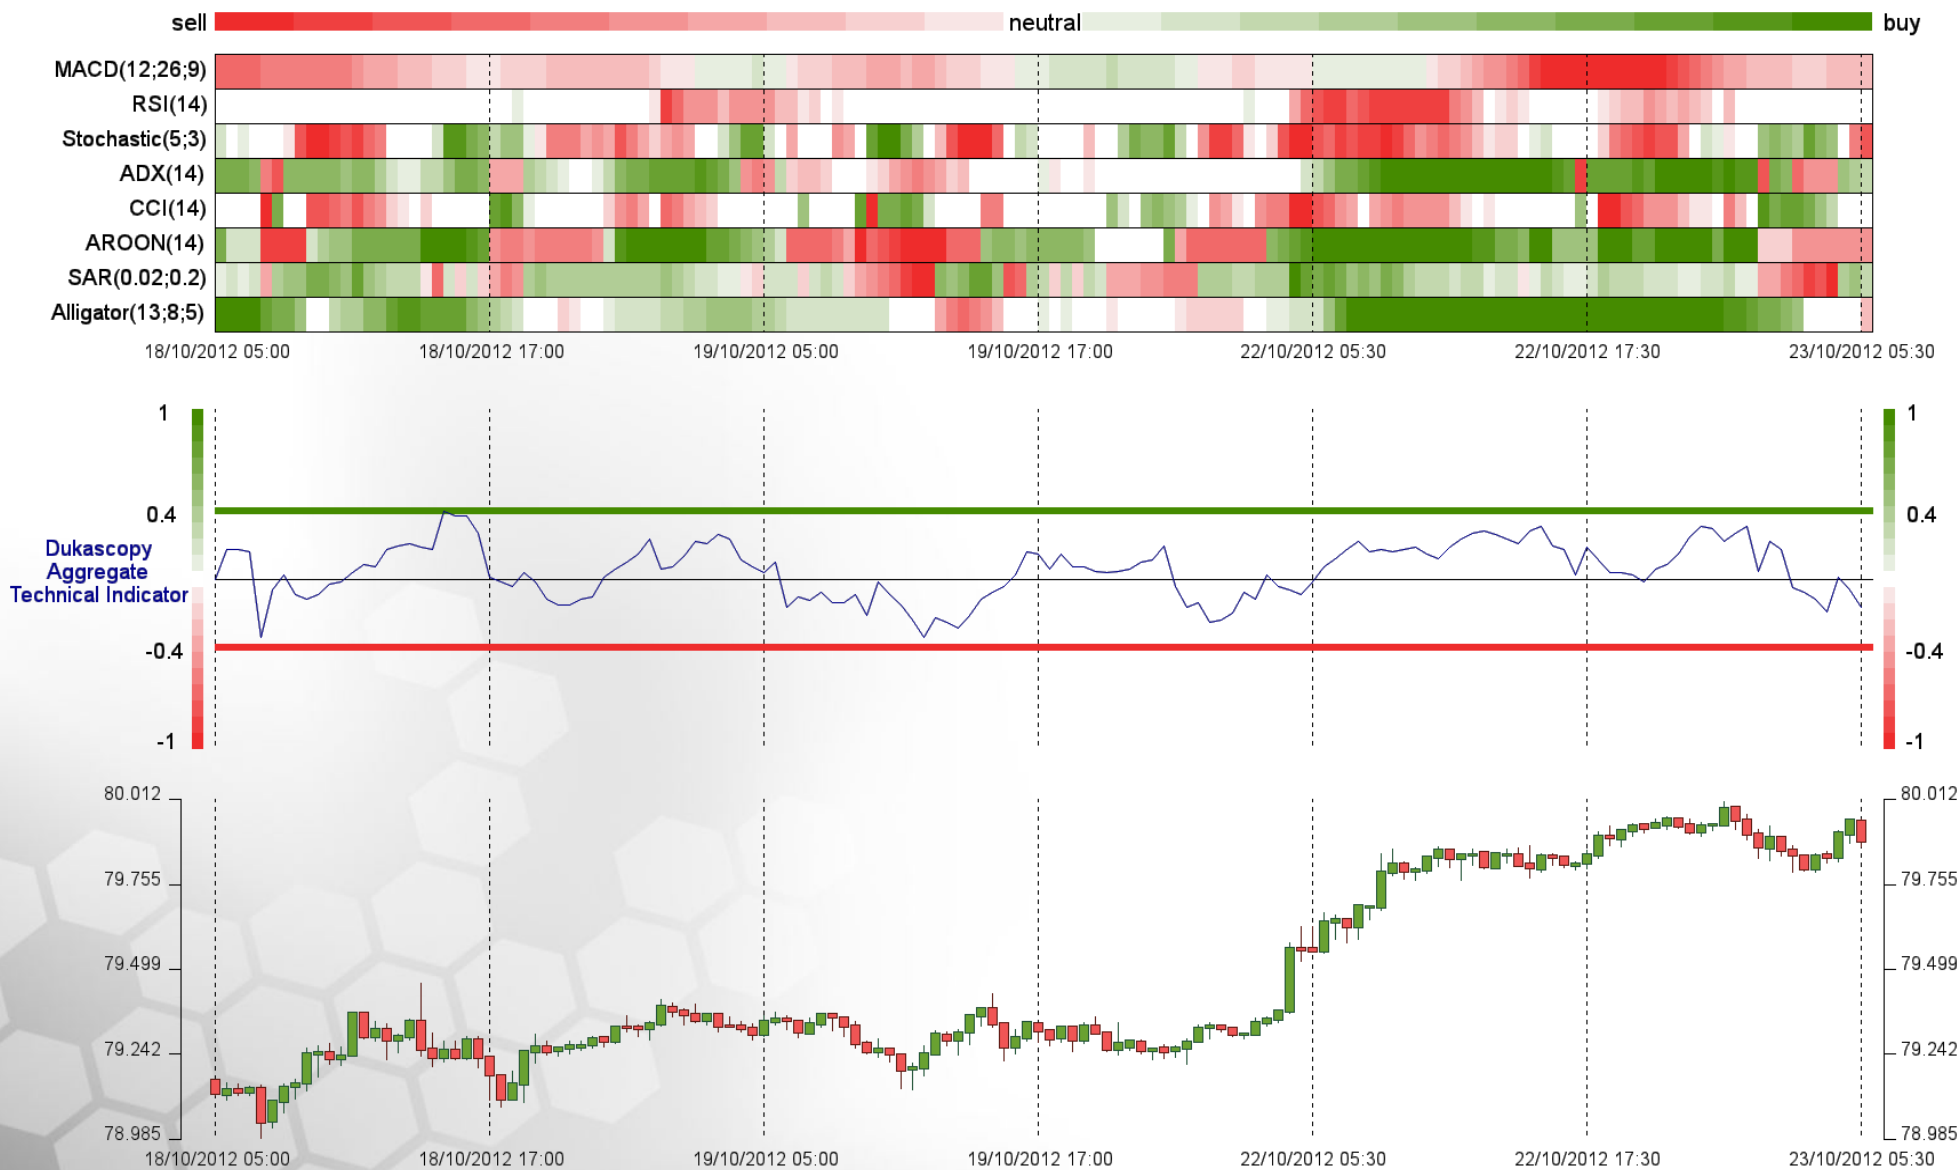 sell neutral buy
MACD(12;26;9)
RSI(14)
Stochastic(5;3)
ADX(14)
CCI(14)
AROON(14)
SAR(0.02;0.2)
Alligator(13;8;5)
18/10/2012 05:00 18/10/2012 17:00 19/10/2012 05:00 19/10/2012 17:00 22/10/2012 05:30 22/10/2012 17:30 23/10/2012 05:30
1 1
0.4 0.4
Dukascopy
Aggregate
Technical Indicator
-0.4 -0.4
-1 -1
80.012 80.012
79.755 79.755
79.499 79.499
79.242 79.242
78.985 78.985
18/10/2012 05:00 18/10/2012 17:00 19/10/2012 05:00 19/10/2012 17:00 22/10/2012 05:30 22/10/2012 17:30 23/10/2012 05:30